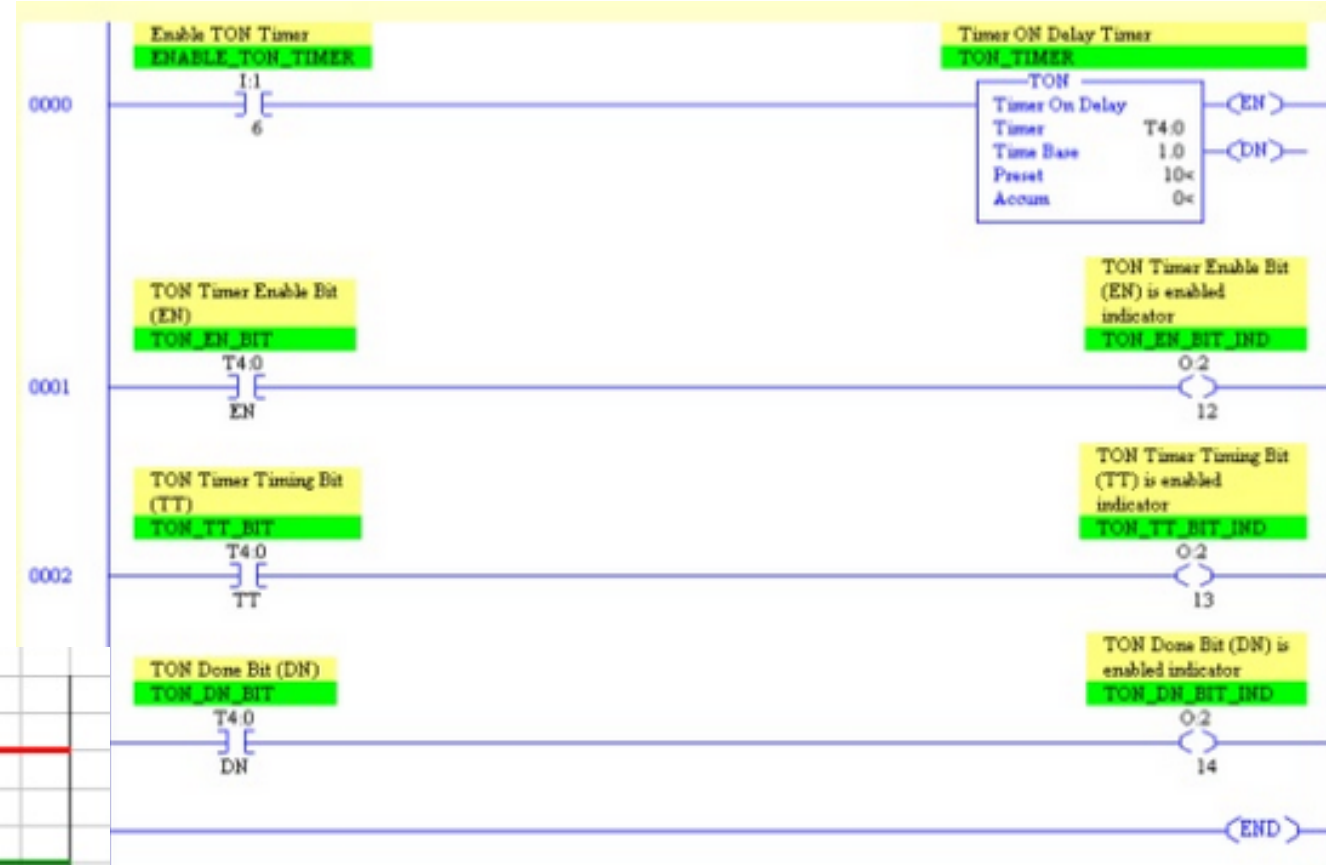 Enable TON Timer
ENABLE_TON_TIMER
I:1
6
0000
Timer ON Delay Timer
TON_TIMER
TON
Timer On Delay
Timer T4:0
Time Base 1.0
Preset 10<
Accum 0<
EN
DN
TON Timer Enable Bit
(EN)
TON_EN_BIT
T4:0
EN
0001
TON Timer Enable Bit
(EN) is enabled
indicator
TON_EN_BIT_IND
O:2
12
TON Timer Timing Bit
(TT)
TON_TT_BIT
T4:0
TT
0002
TON Timer Timing Bit
(TT) is enabled
indicator
TON_TT_BIT_IND
O:2
13
TON Done Bit (DN)
TON_DN_BIT
T4:0
DN
TON Done Bit (DN) is
enabled indicator
TON_DN_BIT_IND
O:2
14
END